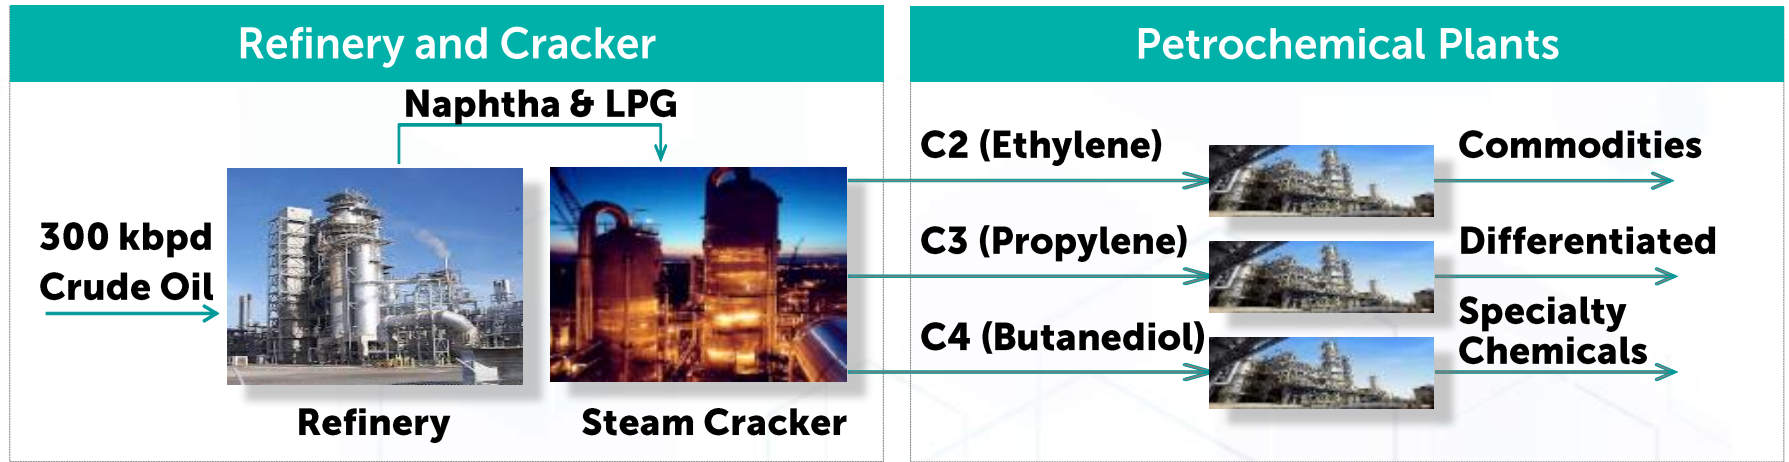 Refinery and Cracker
Naphtha & LPG
300 kbpd
Crude Oil
Refinery
Steam Cracker
Petrochemical Plants
C2 (Ethylene)
Commodities
C3 (Propylene)
Differentiated
C4 (Butanediol)
Specialty
Chemicals